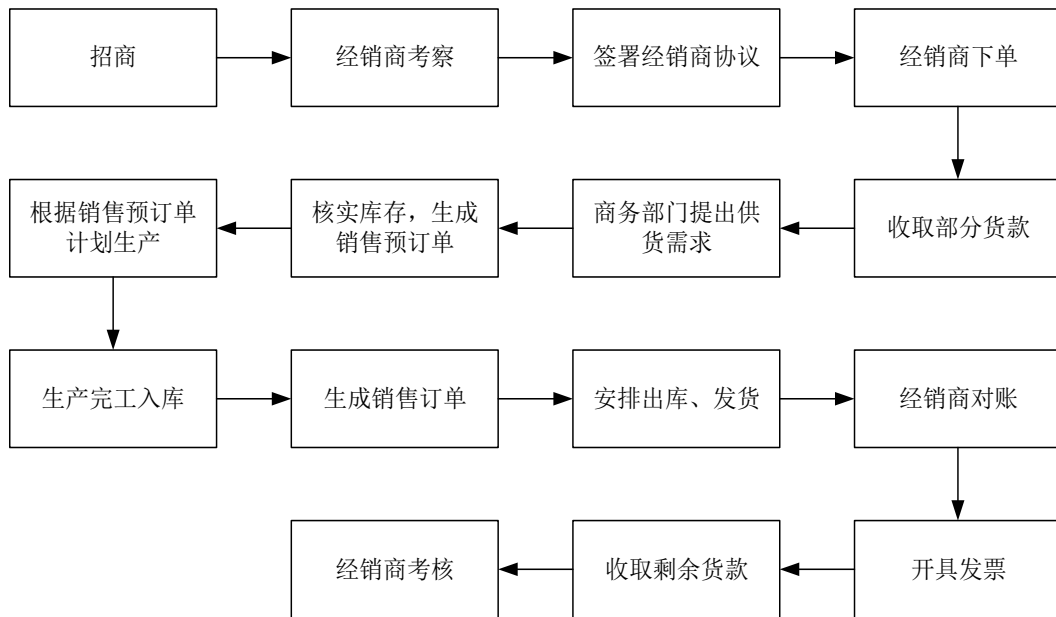 招商
经销商考察
签署经销商协议
经销商下单
收取部分货款
商务部门提出供
货需求
核实库存，生成
销售预订单
根据销售预订单
计划生产
生产完工入库
生成销售订单
安排出库、发货
经销商对账
开具发票
收取剩余货款
经销商考核